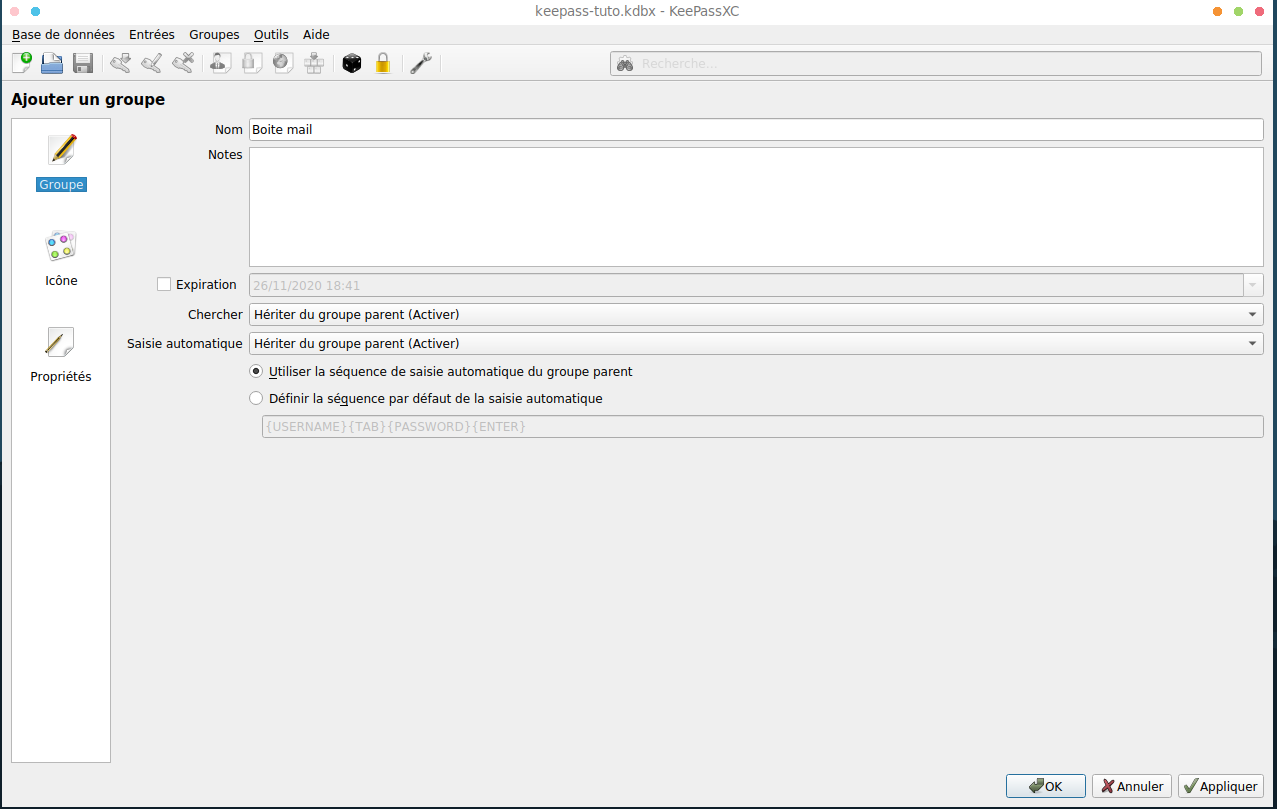 keepass-tuto.kdbx - KeePassXC
Base de données Entrées Groupes Outils Aide
Recherche...
Ajouter un groupe
Groupe
Icône
Propriétés
Nom Boite mail
Notes
Expiration 26/11/2020 18:41
Chercher Hériter du groupe parent (Activer)
Saisie automatique Hériter du groupe parent (Activer)
Utiliser la séquence de saisie automatique du groupe parent
Définir la séquence par défaut de la saisie automatique
{USERNAME}{TAB}{PASSWORD}{ENTER}
OK Annuler Appliquer